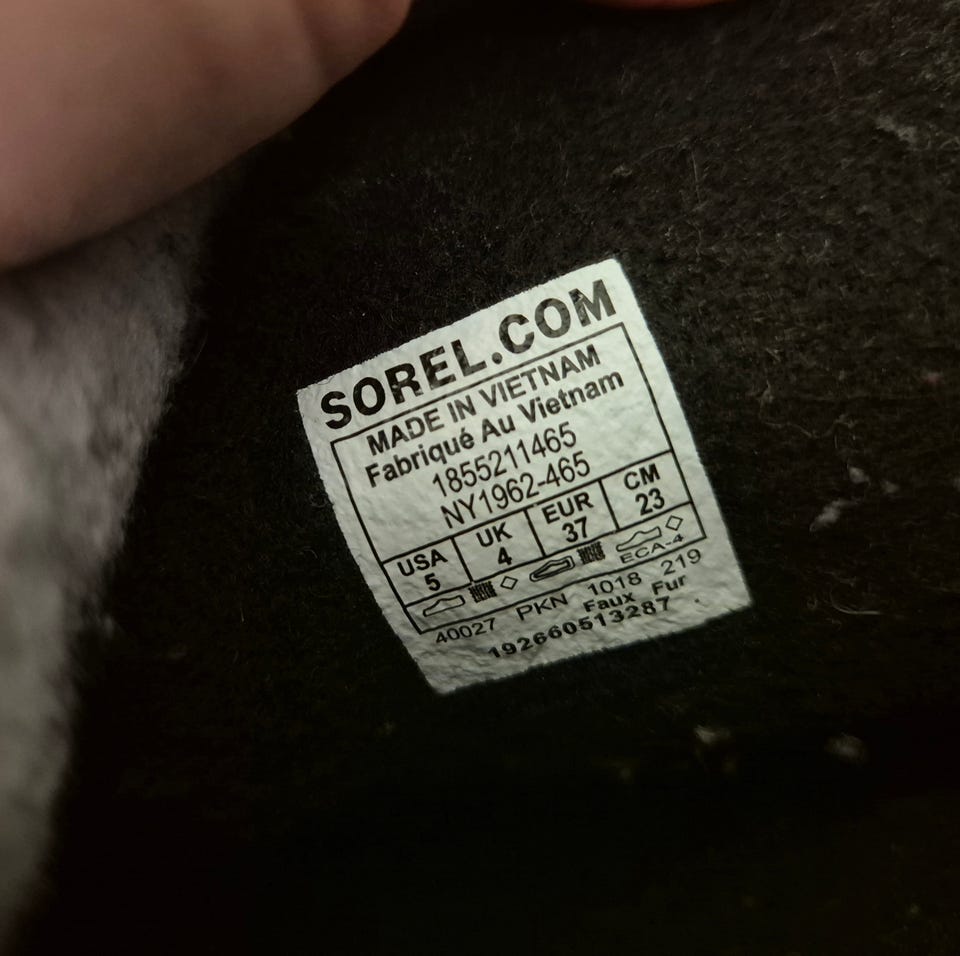 SOREL.COM
MADE IN VIETNAM
Fabriqué Au Vietnam
1855211465
NY1962-465
USA UK EUR CM
5 4 37 23
ECA-4
40027 PKN 1018 219
Faux Fur
192660513287